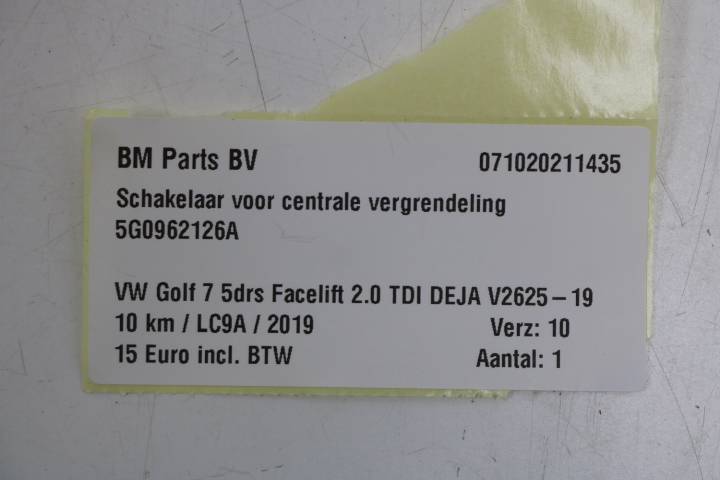 BM Parts BV 071020211435
Schakelaar voor centrale vergrendeling
5G0962126A
VW Golf 7 5drs Facelift 2.0 TDI DEJA V2625-19
10 km / LC9A / 2019 Verz: 10
15 Euro incl. BTW Aantal: 1